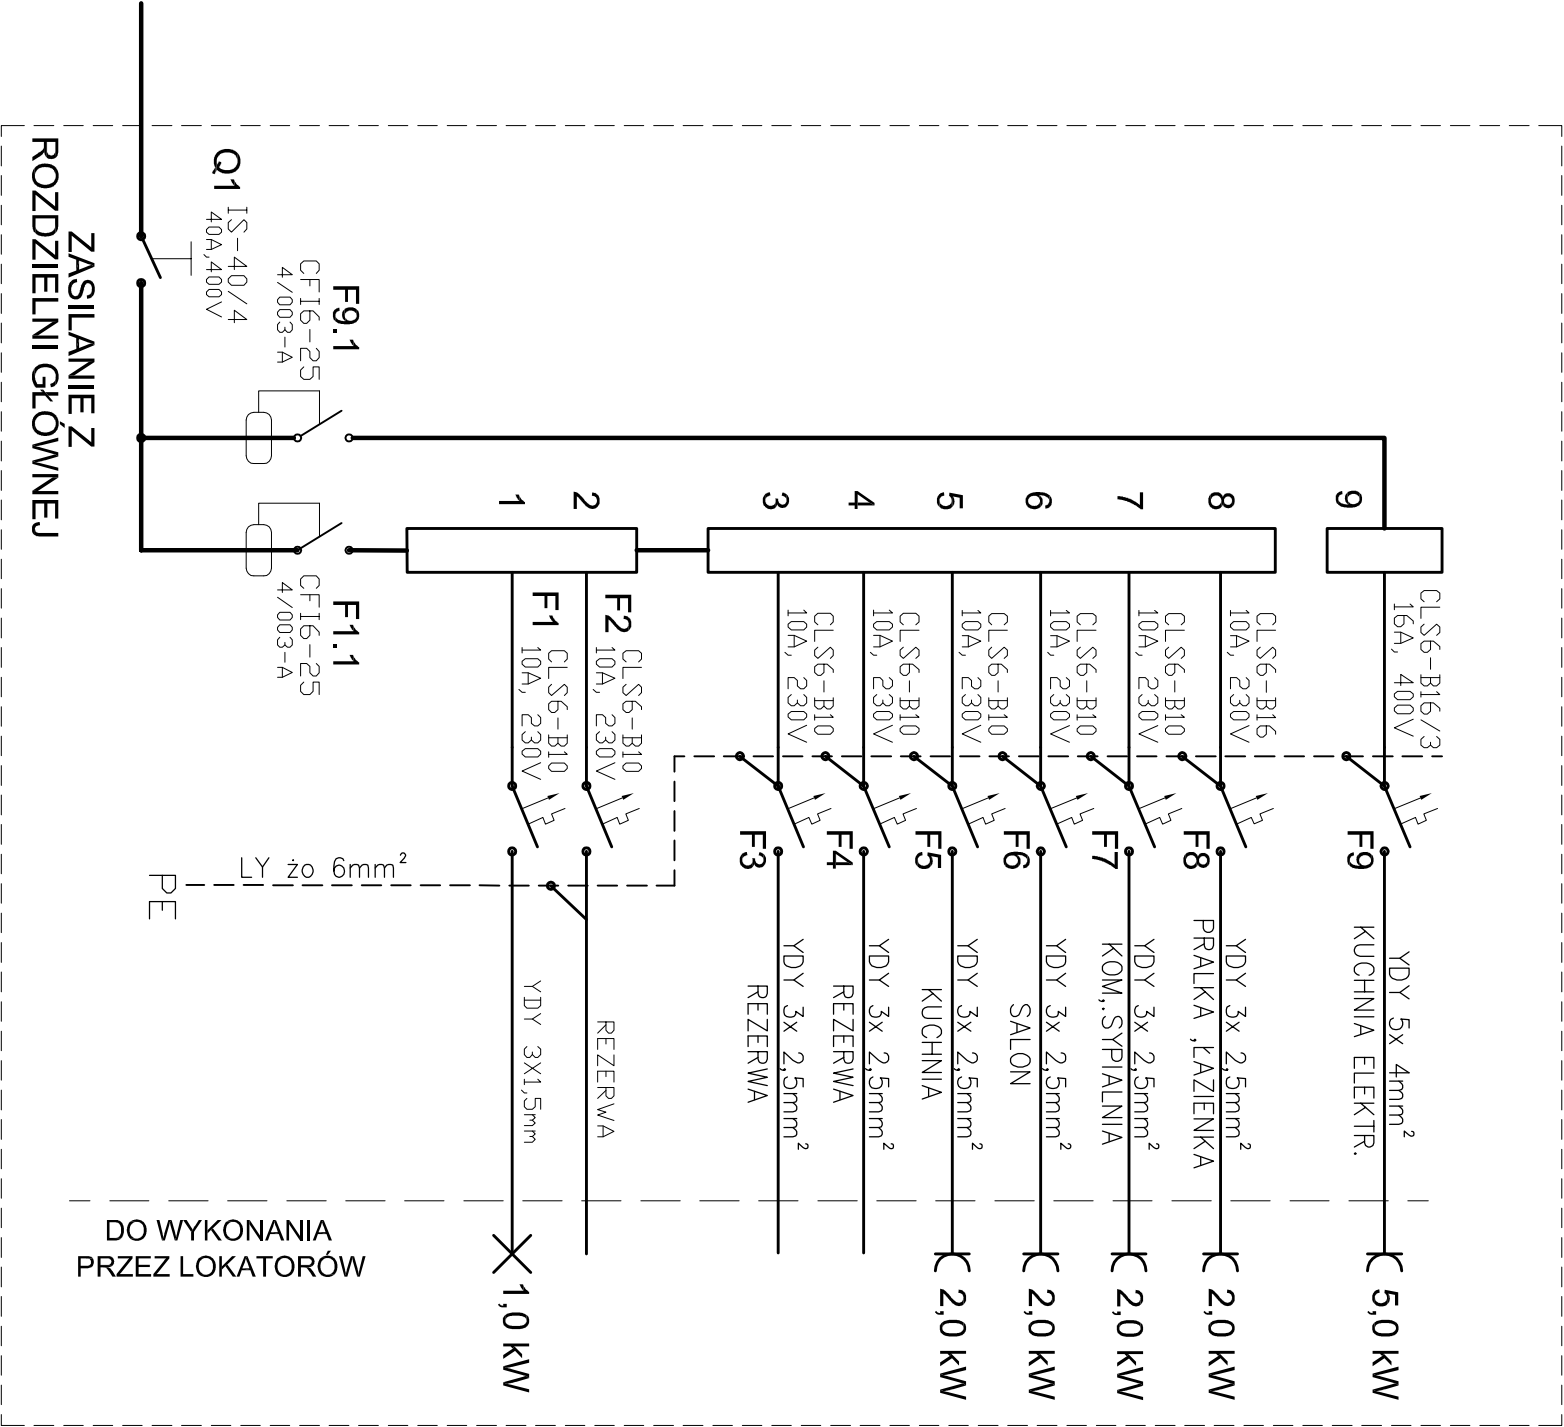 ZASILANIE Z
ROZDZIELNI GŁÓWNEJ
Q1
IS-40/4
40A,400V
F9.1
CFI6-25
4/003-A
F1.1
CFI6-25
4/003-A
1
2
3
4
5
6
7
8
9
F1
CLS6-B10
10A, 230V
F2
CLS6-B10
10A, 230V
CLS6-B10
10A, 230V
CLS6-B10
10A, 230V
CLS6-B10
10A, 230V
CLS6-B10
10A, 230V
CLS6-B10
10A, 230V
CLS6-B16
10A, 230V
CLS6-B16/3
16A, 400V
F3
F4
F5
F6
F7
F8
F9
LY żo 6mm²
PE
YDY 3X1,5mm
REZERWA
YDY 3x 2,5mm²
REZERWA
YDY 3x 2,5mm²
REZERWA
YDY 3x 2,5mm²
KUCHNIA
YDY 3x 2,5mm²
SALON
YDY 3x 2,5mm²
KOM,.SYPIALNIA
YDY 3x 2,5mm²
PRALKA ,ŁAZIENKA
YDY 5x 4mm²
KUCHNIA ELEKTR.
DO WYKONANIA
PRZEZ LOKATORÓW
1,0 kW
2,0 kW
2,0 kW
2,0 kW
2,0 kW
5,0 kW